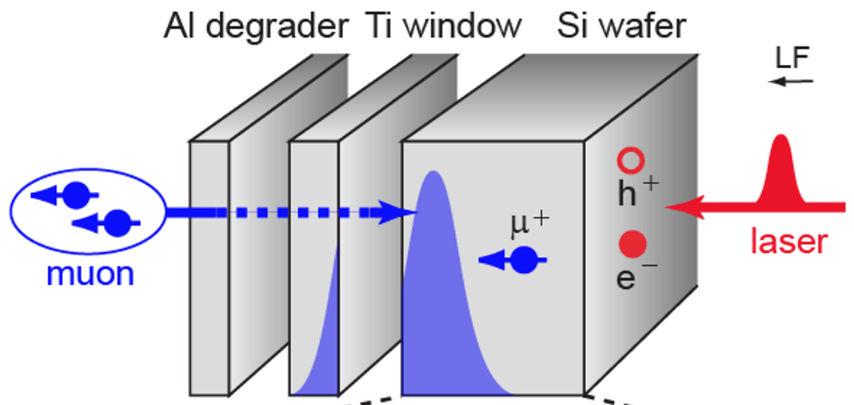 Al degrader Ti window Si wafer
LF
h⁺
μ⁺
laser
e⁻
muon